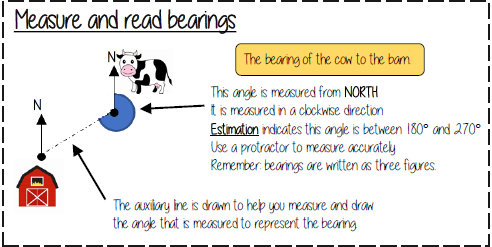 Measure and read bearings
The bearing of the cow to the barn.
N
N
This angle is measured from NORTH
It is measured in a clockwise direction
Estimation indicates this angle is between 180° and 270°
Use a protractor to measure accurately
Remember: bearings are written as three figures.
The auxiliary line is drawn to help you measure and draw
the angle that is measured to represent the bearing.